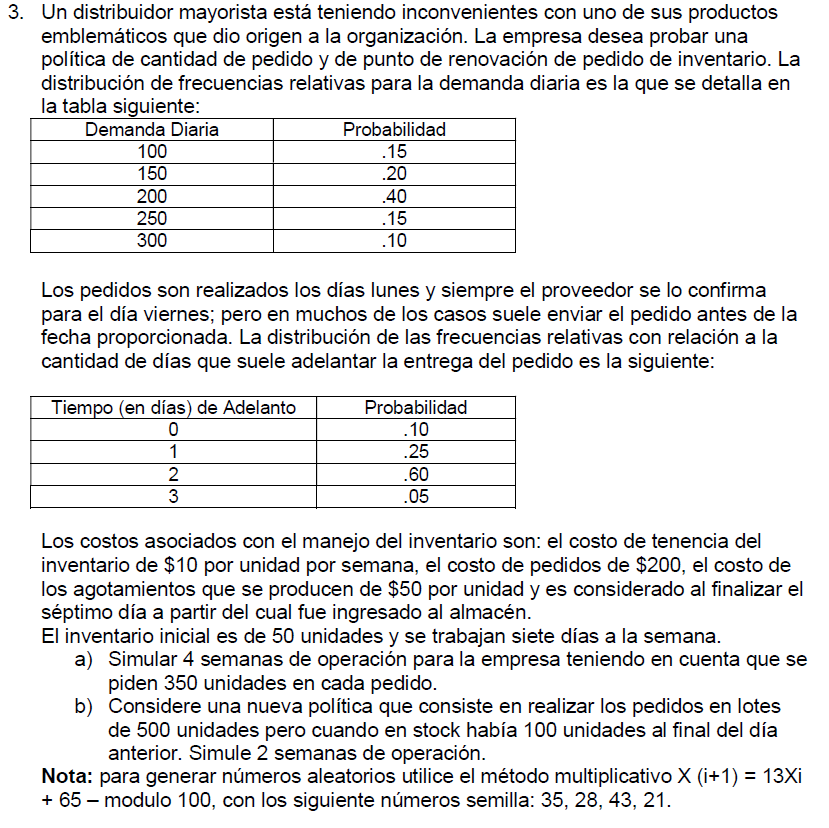 3. Un distribuidor mayorista está teniendo inconvenientes con uno de sus productos
emblemáticos que dio origen a la organización. La empresa desea probar una
política de cantidad de pedido y de punto de renovación de pedido de inventario. La
distribución de frecuencias relativas para la demanda diaria es la que se detalla en
la tabla siguiente:
Demanda Diaria Probabilidad
100 .15
150 .20
200 .40
250 .15
300 .10
Los pedidos son realizados los días lunes y siempre el proveedor se lo confirma
para el día viernes; pero en muchos de los casos suele enviar el pedido antes de la
fecha proporcionada. La distribución de las frecuencias relativas con relación a la
cantidad de días que suele adelantar la entrega del pedido es la siguiente:
Tiempo (en días) de Adelanto Probabilidad
0 .10
1 .25
2 .60
3 .05
Los costos asociados con el manejo del inventario son: el costo de tenencia del
inventario de $10 por unidad por semana, el costo de pedidos de $200, el costo de
los agotamientos que se producen de $50 por unidad y es considerado al finalizar el
séptimo día a partir del cual fue ingresado al almacén.
El inventario inicial es de 50 unidades y se trabajan siete días a la semana.
a) Simular 4 semanas de operación para la empresa teniendo en cuenta que se
piden 350 unidades en cada pedido.
b) Considere una nueva política que consiste en realizar los pedidos en lotes
de 500 unidades pero cuando en stock había 100 unidades al final del día
anterior. Simule 2 semanas de operación.
Nota: para generar números aleatorios utilice el método multiplicativo X (i+1) = 13Xi
+ 65 – modulo 100, con los siguiente números semilla: 35, 28, 43, 21.